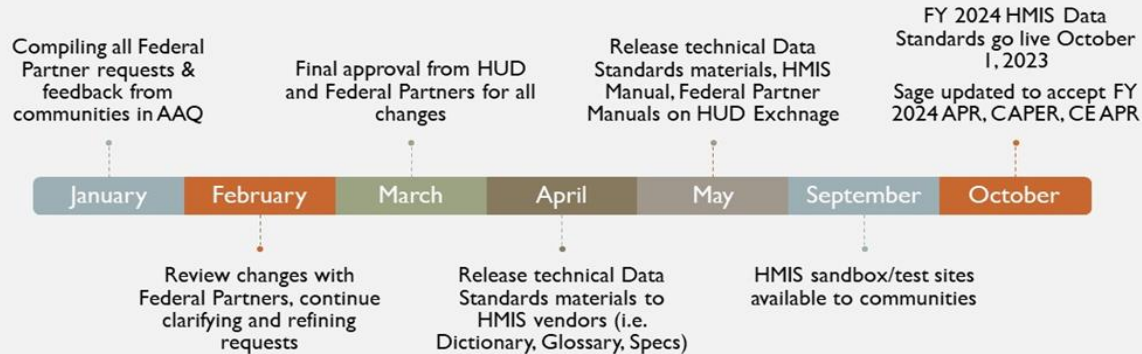 Compiling all Federal
Partner requests &
feedback from
communities in AAQ
Final approval from HUD
and Federal Partners for all
changes
Release technical Data
Standards materials, HMIS
Manual, Federal Partner
Manuals on HUD Exchnage
FY 2024 HMIS Data
Standards go live October
1, 2023
Sage updated to accept FY
2024 APR, CAPER, CE APR
January
February
March
April
May
September
October
Review changes with
Federal Partners, continue
clarifying and refining
requests
Release technical Data
Standards materials to
HMIS vendors (i.e.
Dictionary, Glossary, Specs)
HMIS sandbox/test sites
available to communities